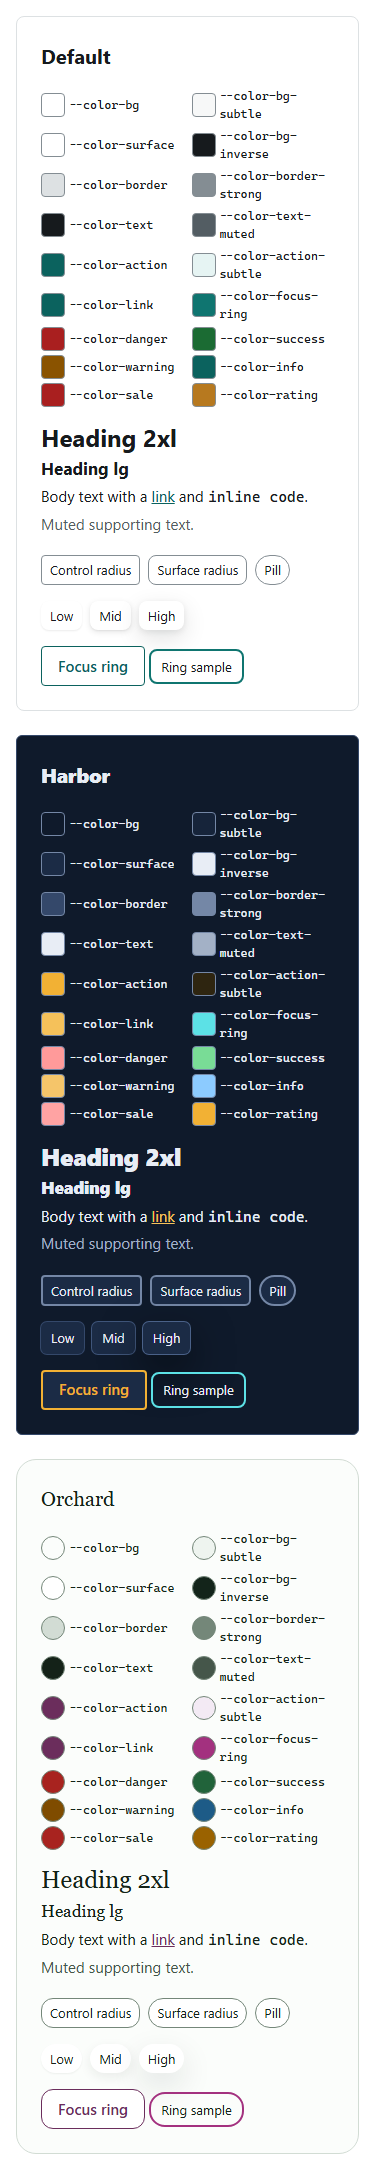 Default
--color-bg
--color-bg-
subtle
--color-surface
--color-bg-
inverse
--color-border
--color-border-
strong
--color-text
--color-text-
muted
--color-action
--color-action-
subtle
--color-link
--color-focus-
ring
--color-danger
--color-success
--color-warning
--color-info
--color-sale
--color-rating
Heading 2xl
Heading lg
Body text with a link and inline code.
Muted supporting text.
Control radius Surface radius Pill
Low Mid High
Focus ring Ring sample
Harbor
--color-bg
--color-bg-
subtle
--color-surface
--color-bg-
inverse
--color-border
--color-border-
strong
--color-text
--color-text-
muted
--color-action
--color-action-
subtle
--color-link
--color-focus-
ring
--color-danger
--color-success
--color-warning
--color-info
--color-sale
--color-rating
Heading 2xl
Heading lg
Body text with a link and inline code.
Muted supporting text.
Control radius Surface radius Pill
Low Mid High
Focus ring Ring sample
Orchard
--color-bg
--color-bg-
subtle
--color-surface
--color-bg-
inverse
--color-border
--color-border-
strong
--color-text
--color-text-
muted
--color-action
--color-action-
subtle
--color-link
--color-focus-
ring
--color-danger
--color-success
--color-warning
--color-info
--color-sale
--color-rating
Heading 2xl
Heading lg
Body text with a link and inline code.
Muted supporting text.
Control radius Surface radius Pill
Low Mid High
Focus ring Ring sample